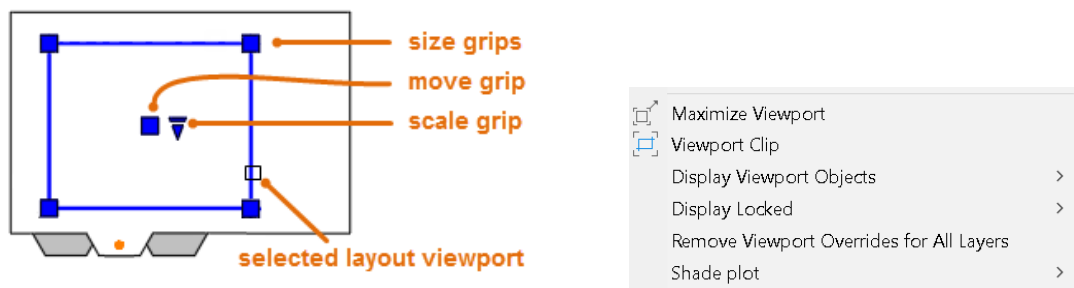 size grips
move grip
scale grip
selected layout viewport
Maximize Viewport
Viewport Clip
Display Viewport Objects
Display Locked
Remove Viewport Overrides for All Layers
Shade plot